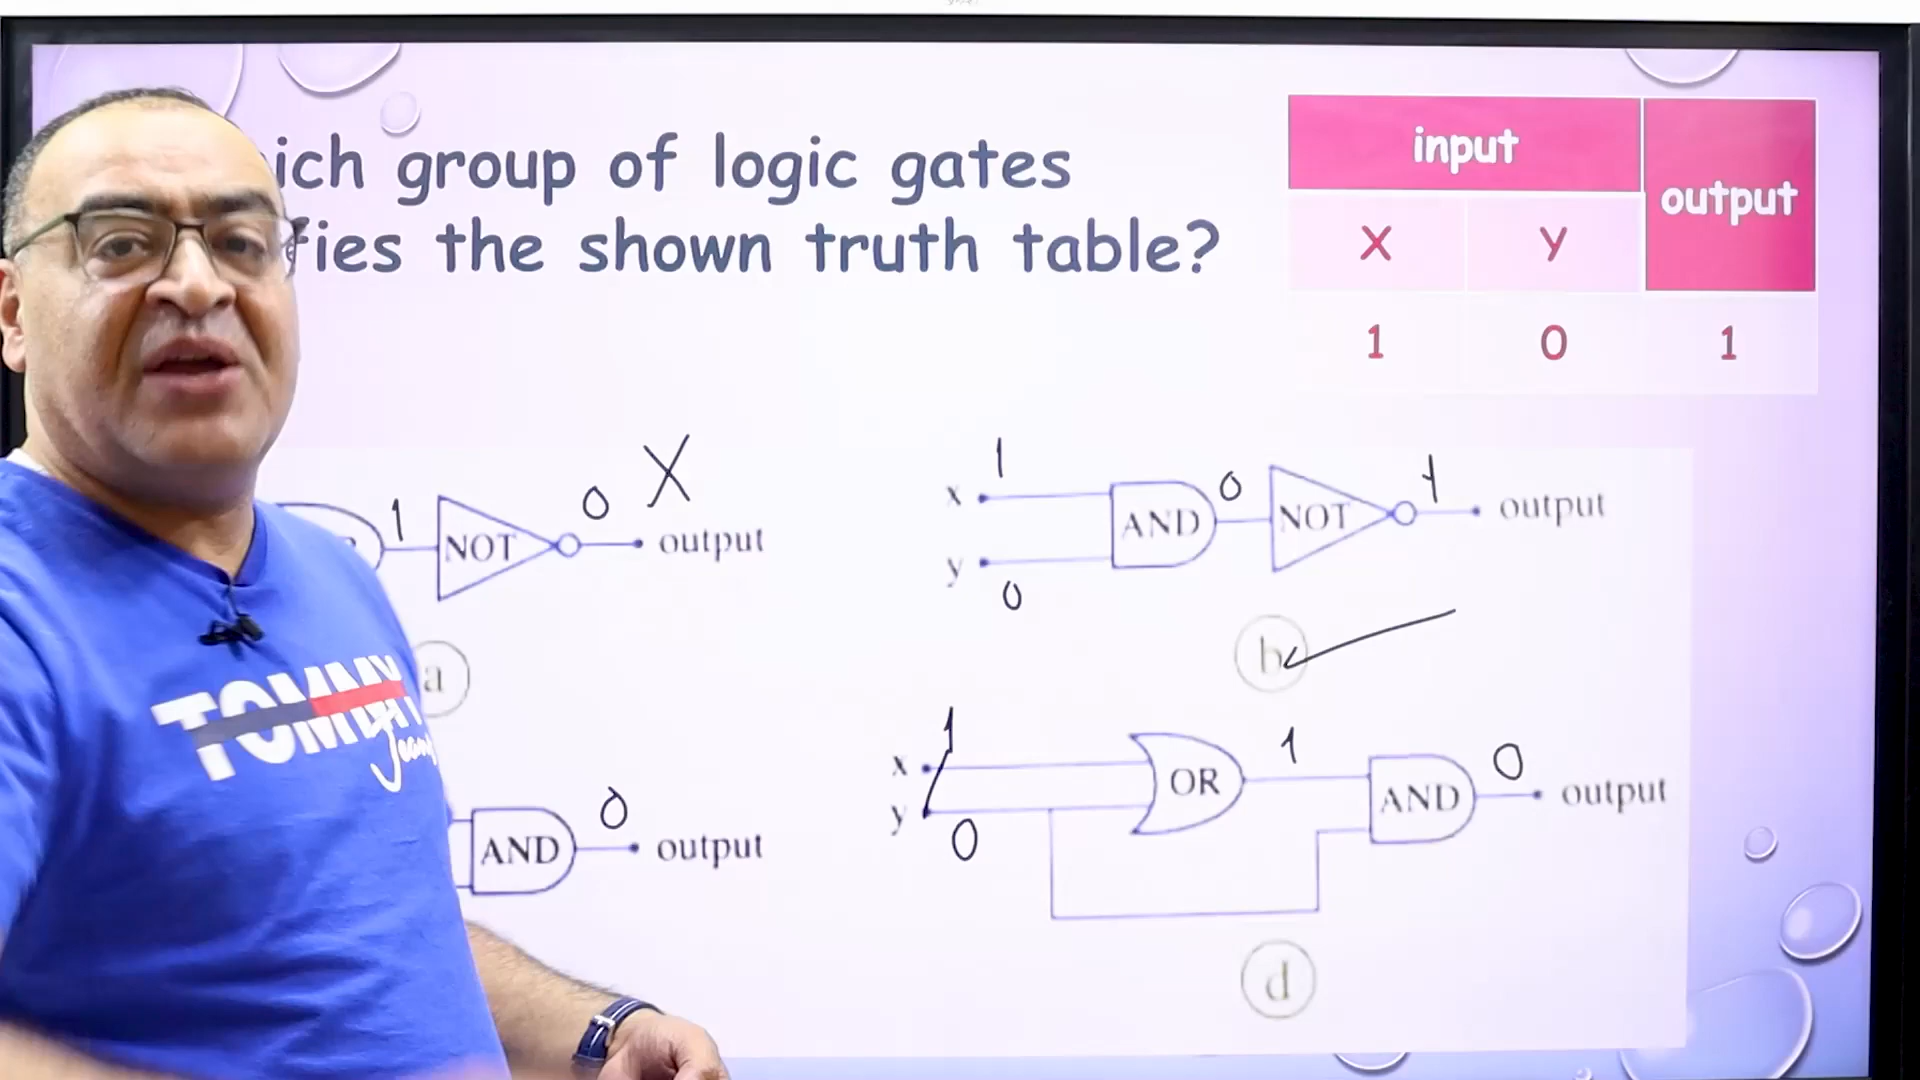 ich group of logic gates
fies the shown truth table?
input
output
X
Y
1
0
1
1
NOT
0
X
output
a
1
x
y
0
AND
0
NOT
1
output
b
AND
0
output
1
x
y
0
OR
1
AND
0
output
d
TOMMY
Jeans